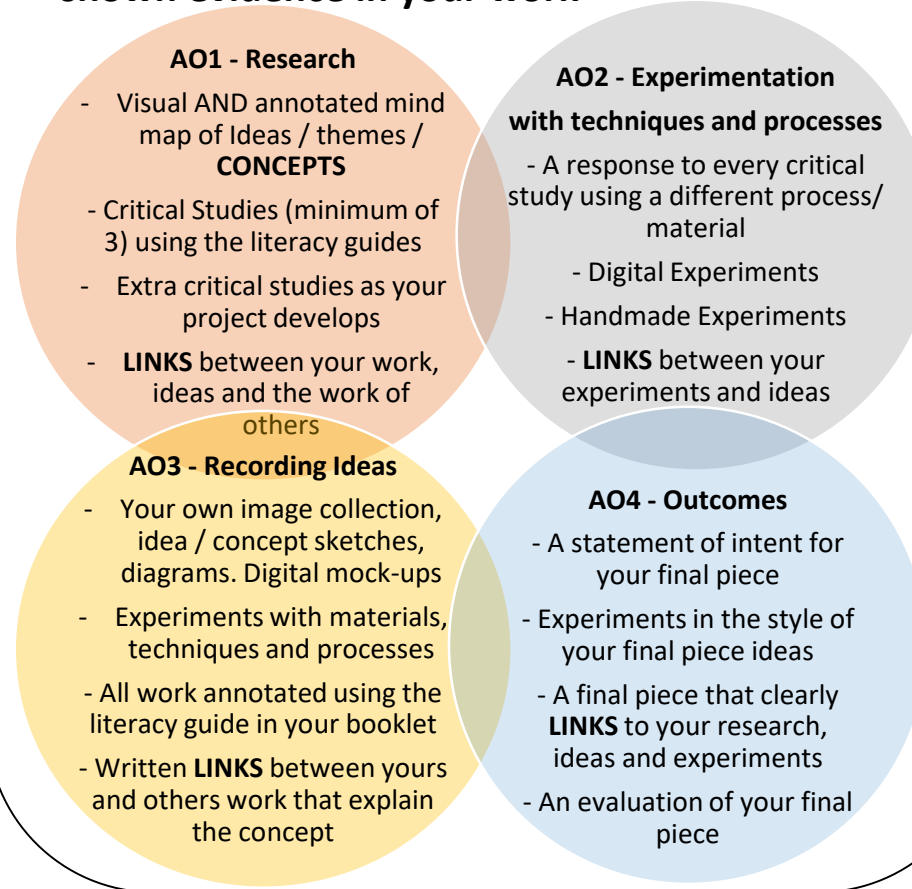 shown evidence in your work
AO1 - Research
- Visual AND annotated mind
map of Ideas / themes /
CONCEPTS
- Critical Studies (minimum of
3) using the literacy guides
- Extra critical studies as your
project develops
- LINKS between your work,
ideas and the work of
others
AO2 - Experimentation
with techniques and processes
- A response to every critical
study using a different process/
material
- Digital Experiments
- Handmade Experiments
- LINKS between your
experiments and ideas
AO3 - Recording Ideas
- Your own image collection,
idea / concept sketches,
diagrams. Digital mock-ups
- Experiments with materials,
techniques and processes
- All work annotated using the
literacy guide in your booklet
- Written LINKS between yours
and others work that explain
the concept
AO4 - Outcomes
- A statement of intent for
your final piece
- Experiments in the style of
your final piece ideas
- A final piece that clearly
LINKS to your research,
ideas and experiments
- An evaluation of your final
piece